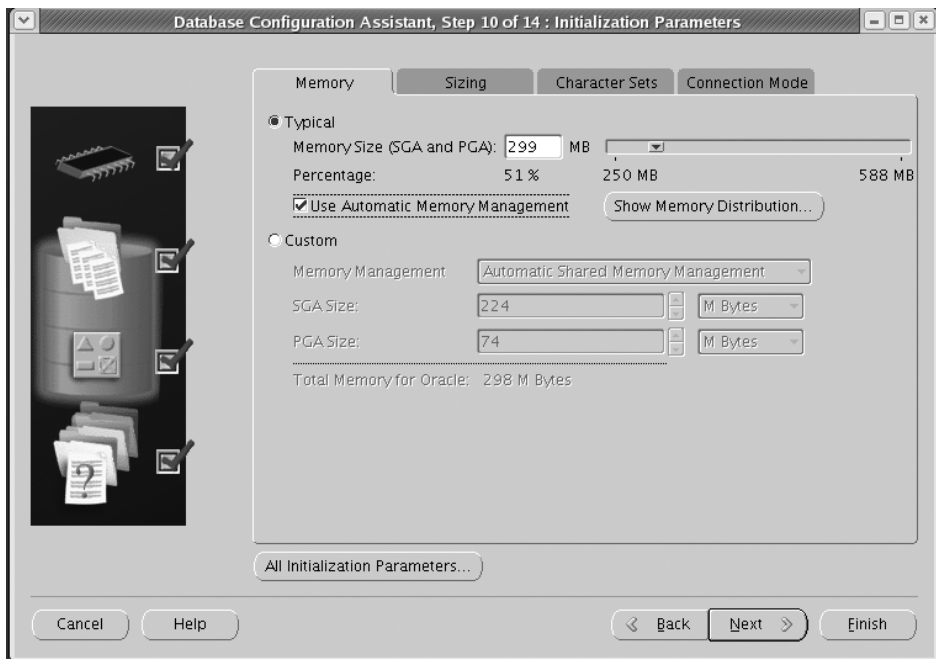 Database Configuration Assistant, Step 10 of 14 : Initialization Parameters
Memory Sizing Character Sets Connection Mode
Typical
Memory Size (SGA and PGA): 299 MB
Percentage: 51 % 250 MB 588 MB
Use Automatic Memory Management Show Memory Distribution...
Custom
Memory Management Automatic Shared Memory Management
SGA Size: 224 M Bytes
PGA Size: 74 M Bytes
Total Memory for Oracle: 298 M Bytes
?
All Initialization Parameters...
Cancel Help Back Next Finish